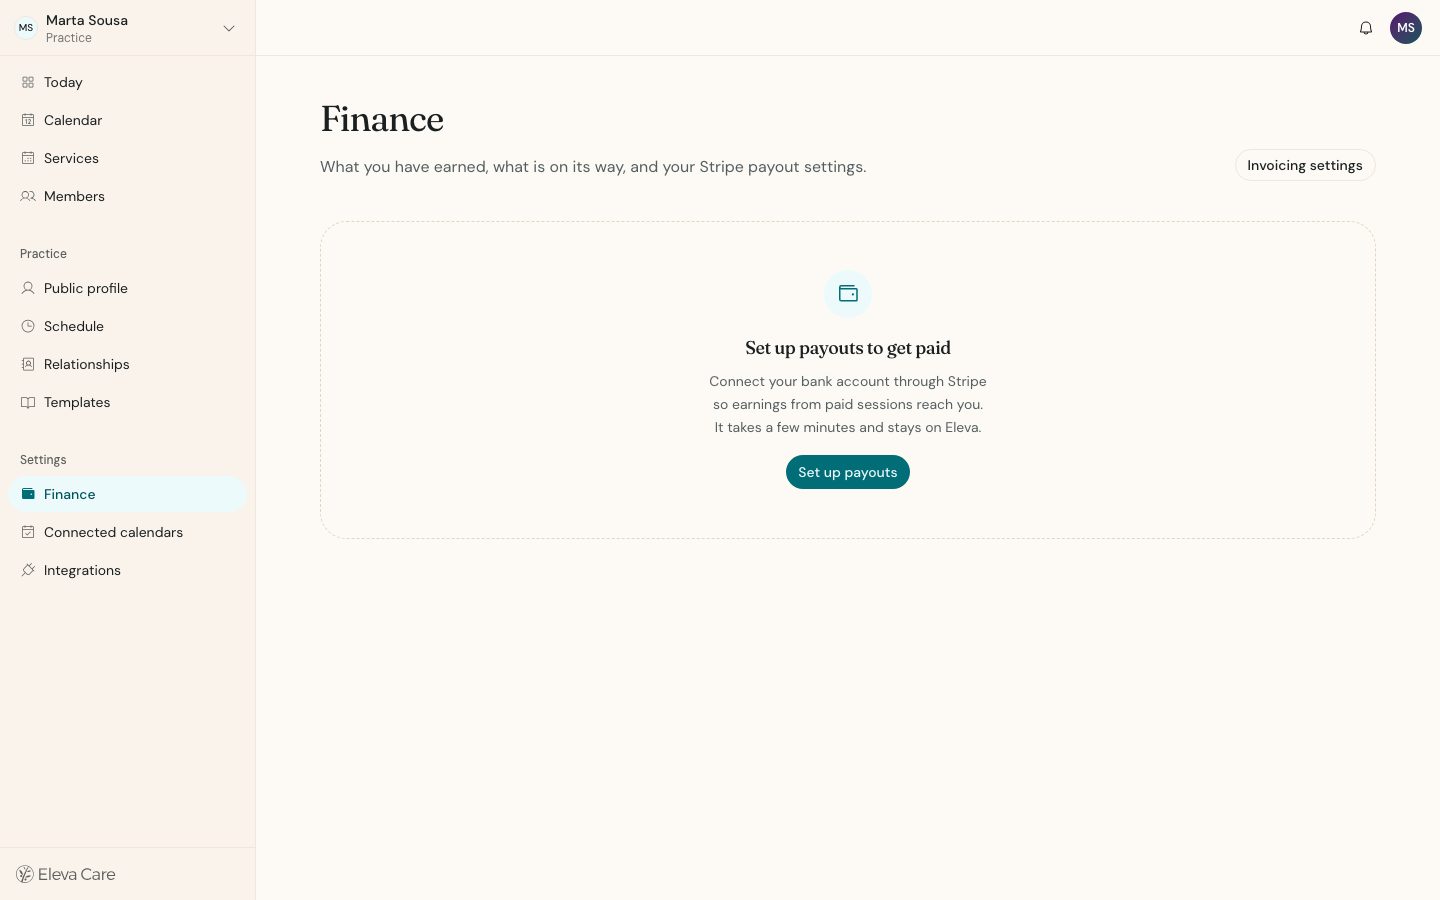 MS
Marta Sousa
Practice
MS
Today
Calendar
Services
Members
Practice
Public profile
Schedule
Relationships
Templates
Settings
Finance
Connected calendars
Integrations
Eleva Care
Finance
What you have earned, what is on its way, and your Stripe payout settings.
Invoicing settings
Set up payouts to get paid
Connect your bank account through Stripe
so earnings from paid sessions reach you.
It takes a few minutes and stays on Eleva.
Set up payouts